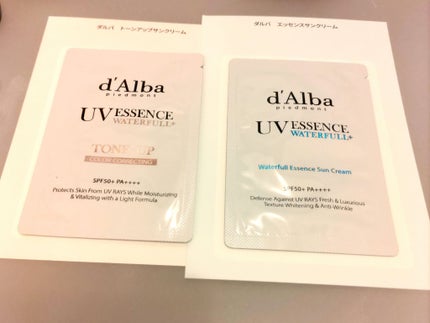 ダルバ トーンアップサンクリーム
d'Alba
piedmont
UV ESSENCE
WATERFULL+
TONE-UP
COLOR CORRECTING
SPF50+ PA++++
Protects Skin From UV RAYS While Moisturizing
& Vitalizing with a Light Formula
ダルバ エッセンスサンクリーム
d'Alba
piedmont
UV ESSENCE
WATERFULL+
Waterfull Essence Sun Cream
SPF50+ PA++++
Defense Against UV RAYS Fresh & Luxurious
Texture Whitening & Anti-Wrinkle